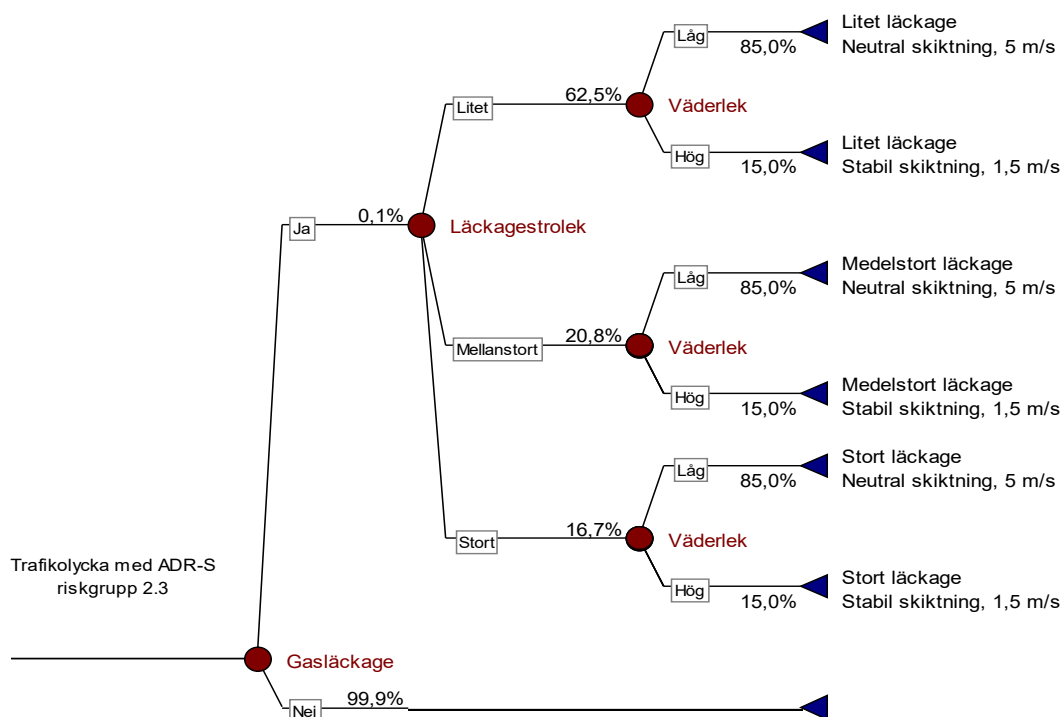 Litet läckage
Låg
85,0%
Neutral skiktning, 5 m/s
Litet
62,5%
Väderlek
Litet läckage
Hög
15,0%
Stabil skiktning, 1,5 m/s
Ja
0,1%
Läckagestrolek
Medelstort läckage
Låg
85,0%
Neutral skiktning, 5 m/s
Mellanstort
20,8%
Väderlek
Medelstort läckage
Hög
15,0%
Stabil skiktning, 1,5 m/s
Stort läckage
Låg
85,0%
Neutral skiktning, 5 m/s
Stort
16,7%
Väderlek
Stort läckage
Hög
15,0%
Stabil skiktning, 1,5 m/s
Trafikolycka med ADR-S
riskgrupp 2.3
Gasläckage
Nej
99,9%